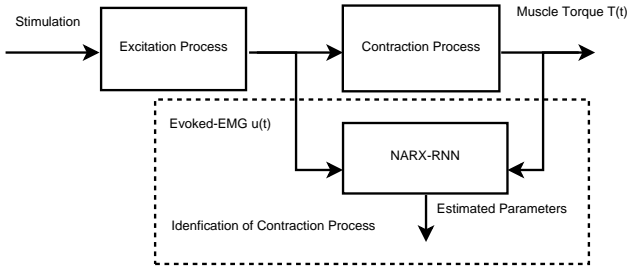 Stimulation
Excitation Process
Contraction Process
Muscle Torque T(t)
Evoked-EMG u(t)
NARX-RNN
Estimated Parameters
Idenfication of Contraction Process